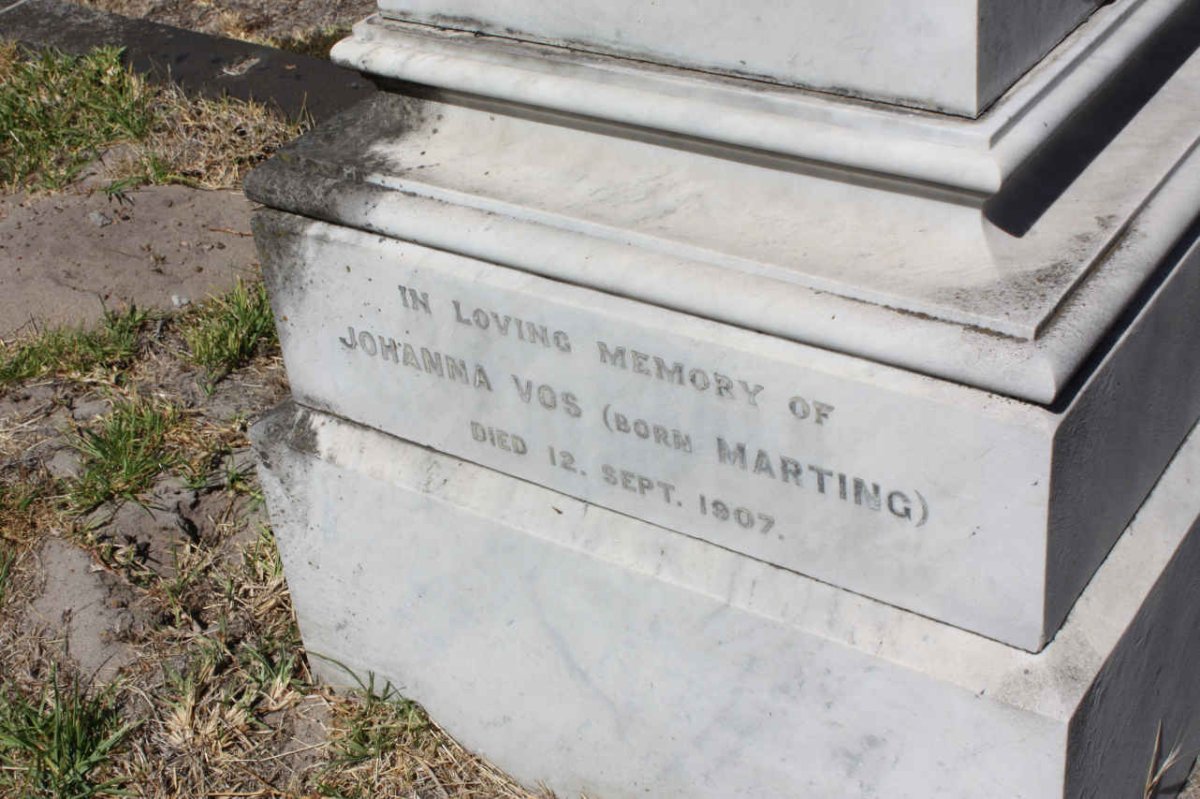 IN LOVING MEMORY OF
JOHANNA VOS (BORN MARTING)
DIED 12. SEPT. 1907.